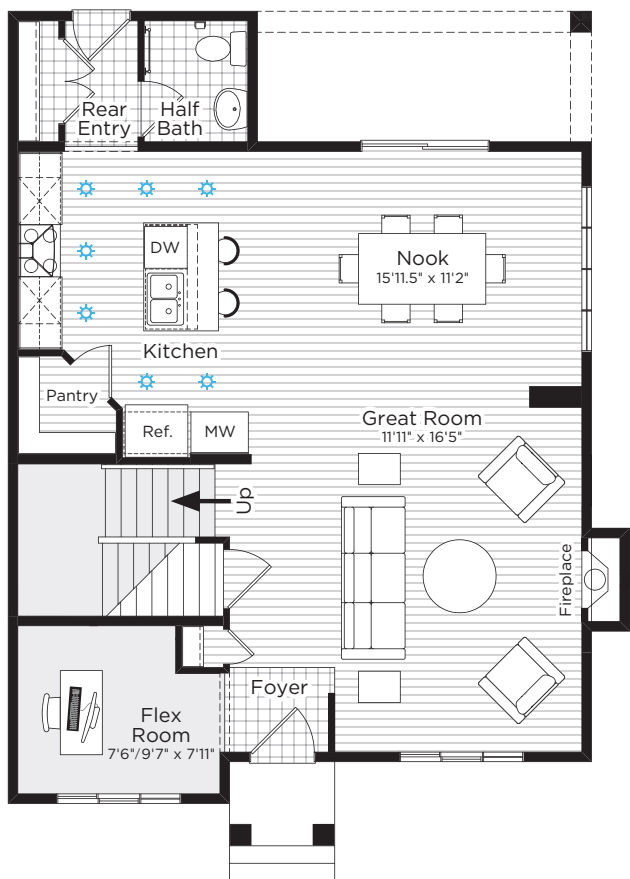 Rear
Entry
Half
Bath
DW
Nook
15'11.5" x 11'2"
Kitchen
Pantry
Ref.
MW
Great Room
11'11" x 16'5"
Up
Fireplace
Foyer
Flex
Room
7'6"/9'7" x 7'11"